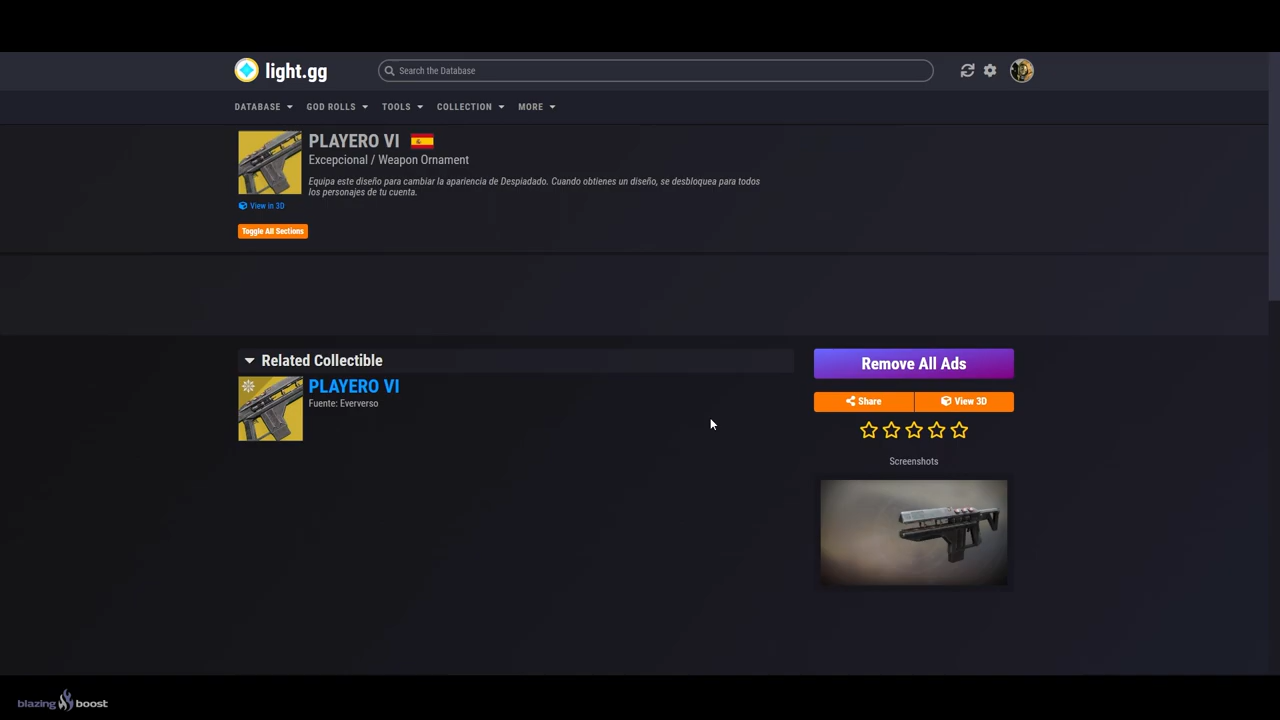 light.gg
Search the Database
DATABASE
GOD ROLLS
TOOLS
COLLECTION
MORE
PLAYERO VI
Excepcional / Weapon Ornament
Equipa este diseño para cambiar la apariencia de Despiadado. Cuando obtienes un diseño, se desbloquea para todos
los personajes de tu cuenta.
View in 3D
Toggle All Sections
Related Collectible
PLAYERO VI
Fuente: Eververso
Remove All Ads
Share
View 3D
Screenshots
blazing boost